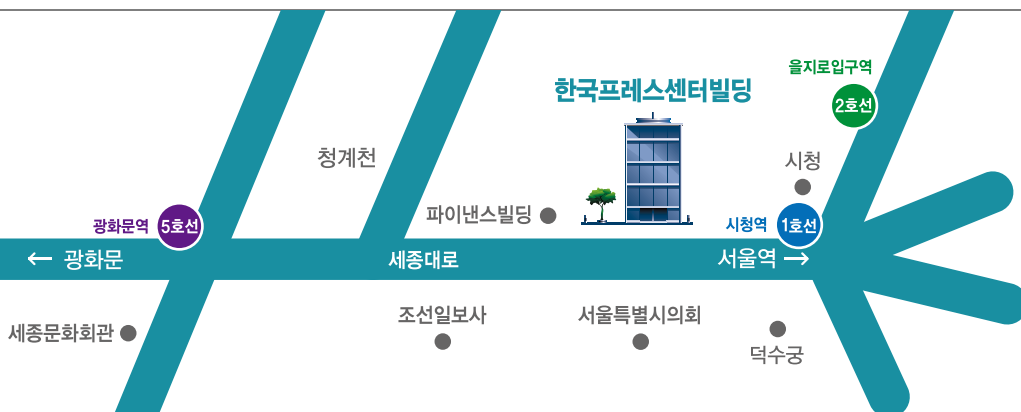 을지로입구역
2호선
한국프레스센터빌딩
청계천
시청
파이낸스빌딩
광화문역
5호선
시청역
1호선
← 광화문
세종대로
서울역 →
세종문화회관
조선일보사
서울특별시의회
덕수궁